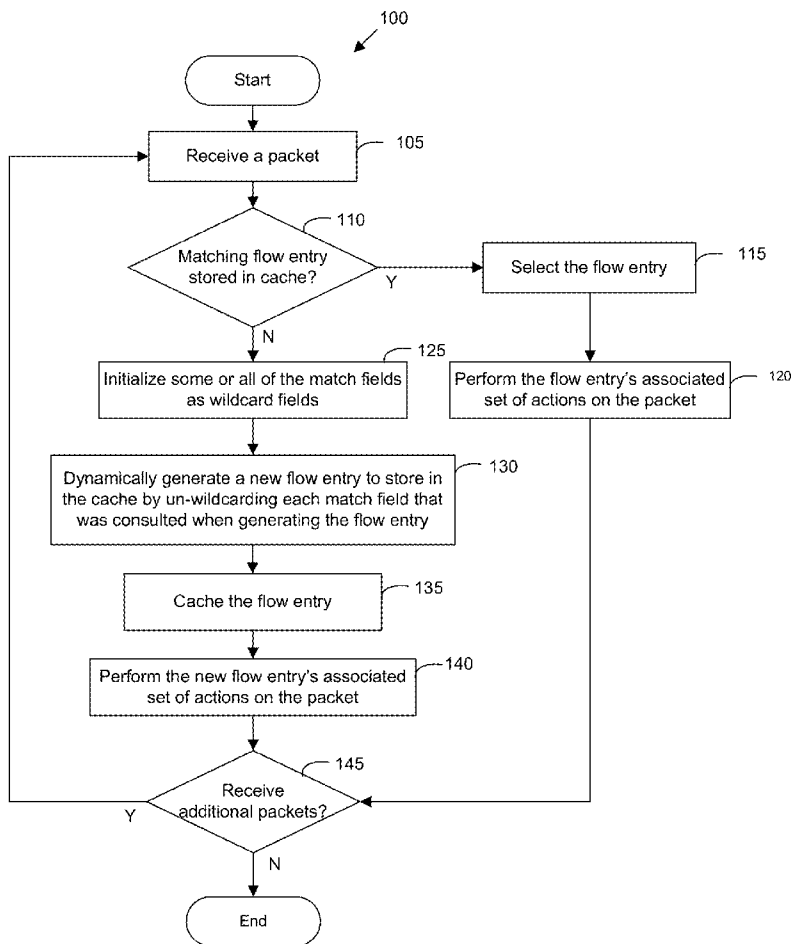 100
Start
Receive a packet
105
110
Matching flow entry
stored in cache?
Y
N
Select the flow entry
115
Perform the flow entry's associated
set of actions on the packet
120
125
Initialize some or all of the match fields
as wildcard fields
130
Dynamically generate a new flow entry to store in
the cache by un-wildcarding each match field that
was consulted when generating the flow entry
Cache the flow entry
135
Perform the new flow entry's associated
set of actions on the packet
140
145
Receive
additional packets?
Y
N
End